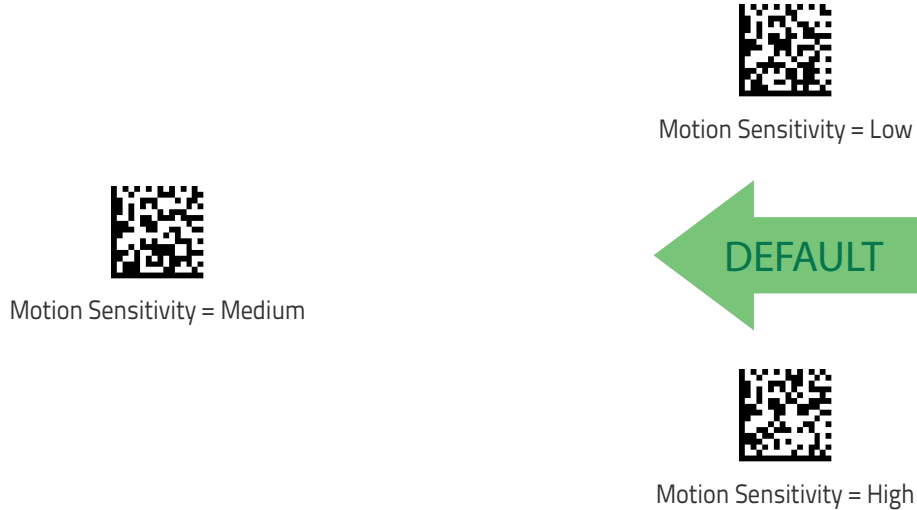 Motion Sensitivity = Low
Motion Sensitivity = Medium
DEFAULT
Motion Sensitivity = High